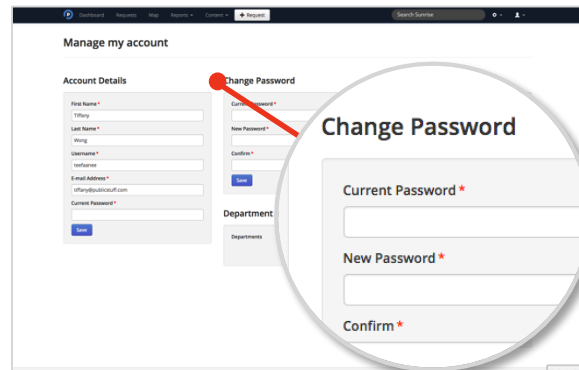 P Dashboard Requests Map Reports Content + Request Search Sunrise
Manage my account
Account Details
First Name *
Tiffany
Last Name *
Wong
Username *
teefaanee
E-mail Address *
tiffany@publicstuff.com
Current Password *
Save
Change Password
Current Password *
New Password *
Confirm *
Save
Department
Departments
Change Password
Current Password *
New Password *
Confirm *